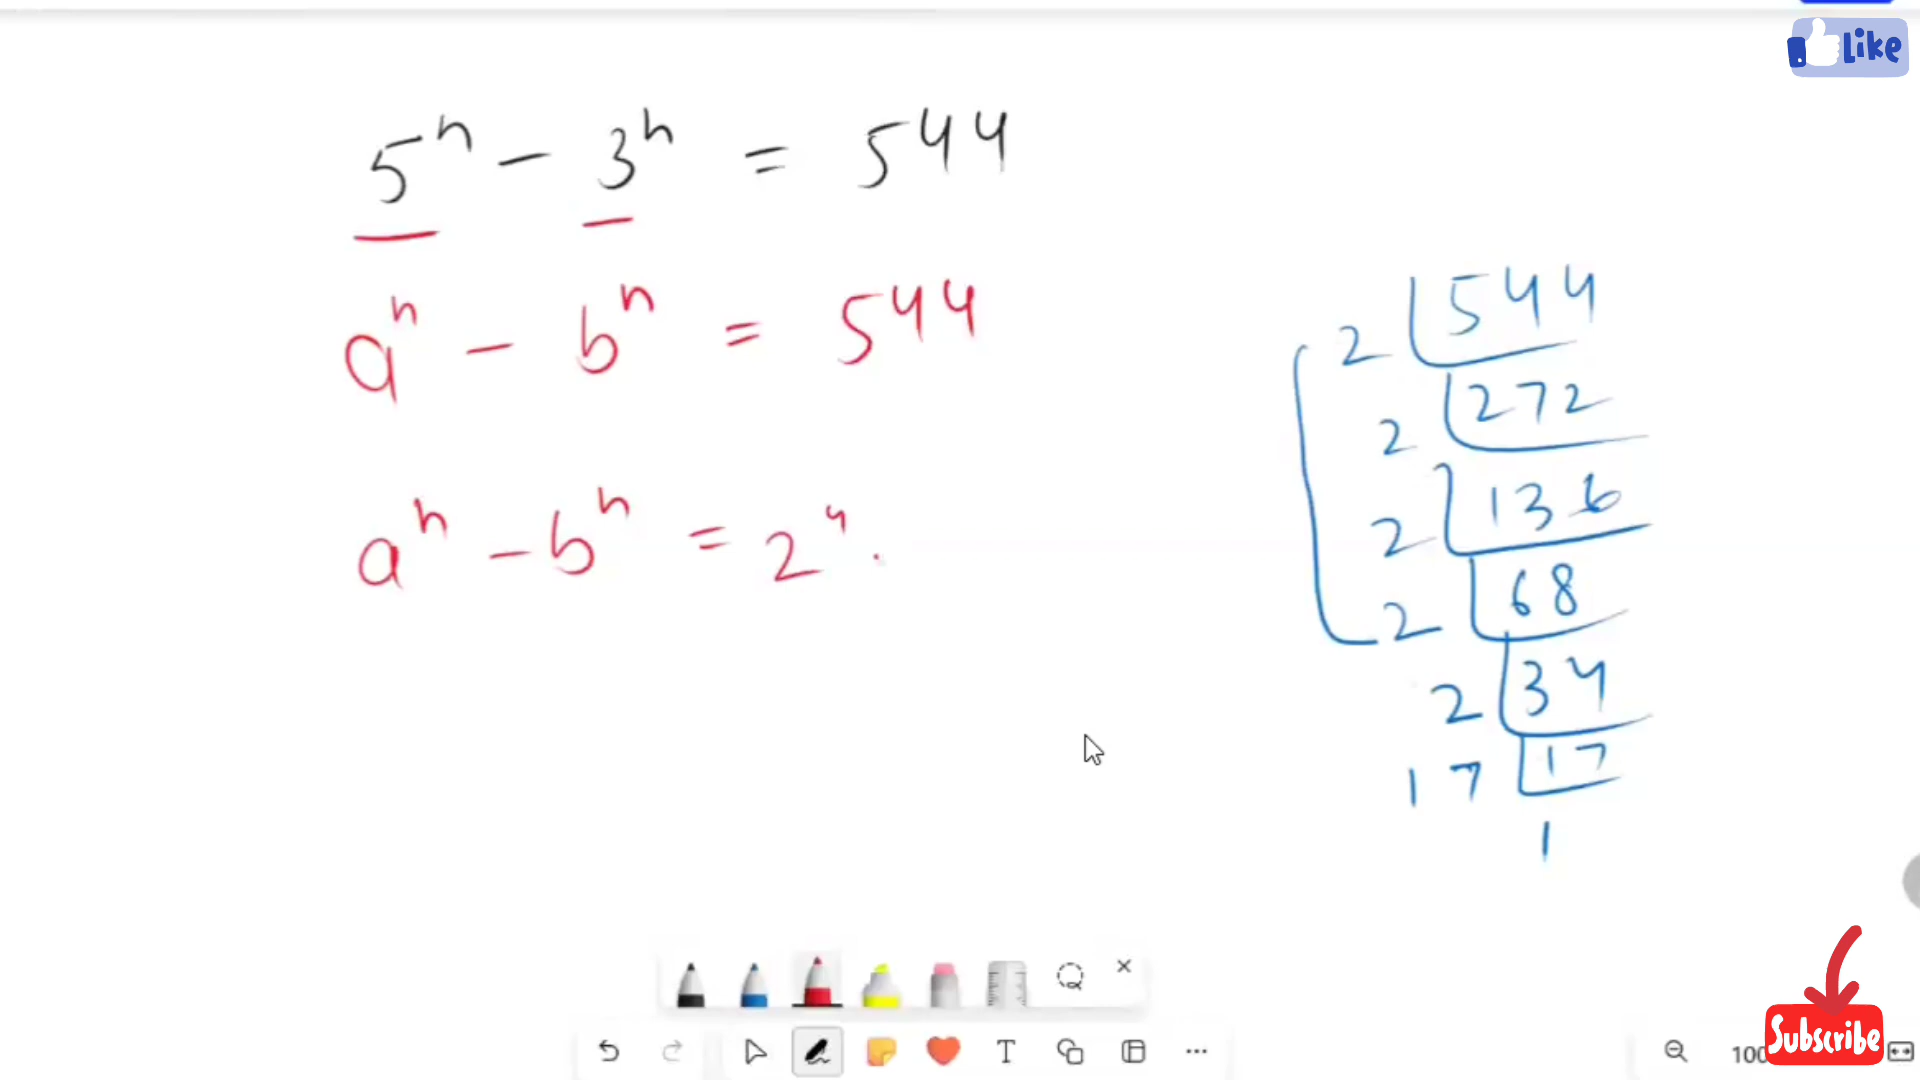 Like
5ⁿ - 3ⁿ = 544
aⁿ - bⁿ = 544
aⁿ - bⁿ = 2⁴ .
2 | 544
2 | 272
2 | 136
2 | 68
2 | 34
17 | 17
1
T
100
Subscribe